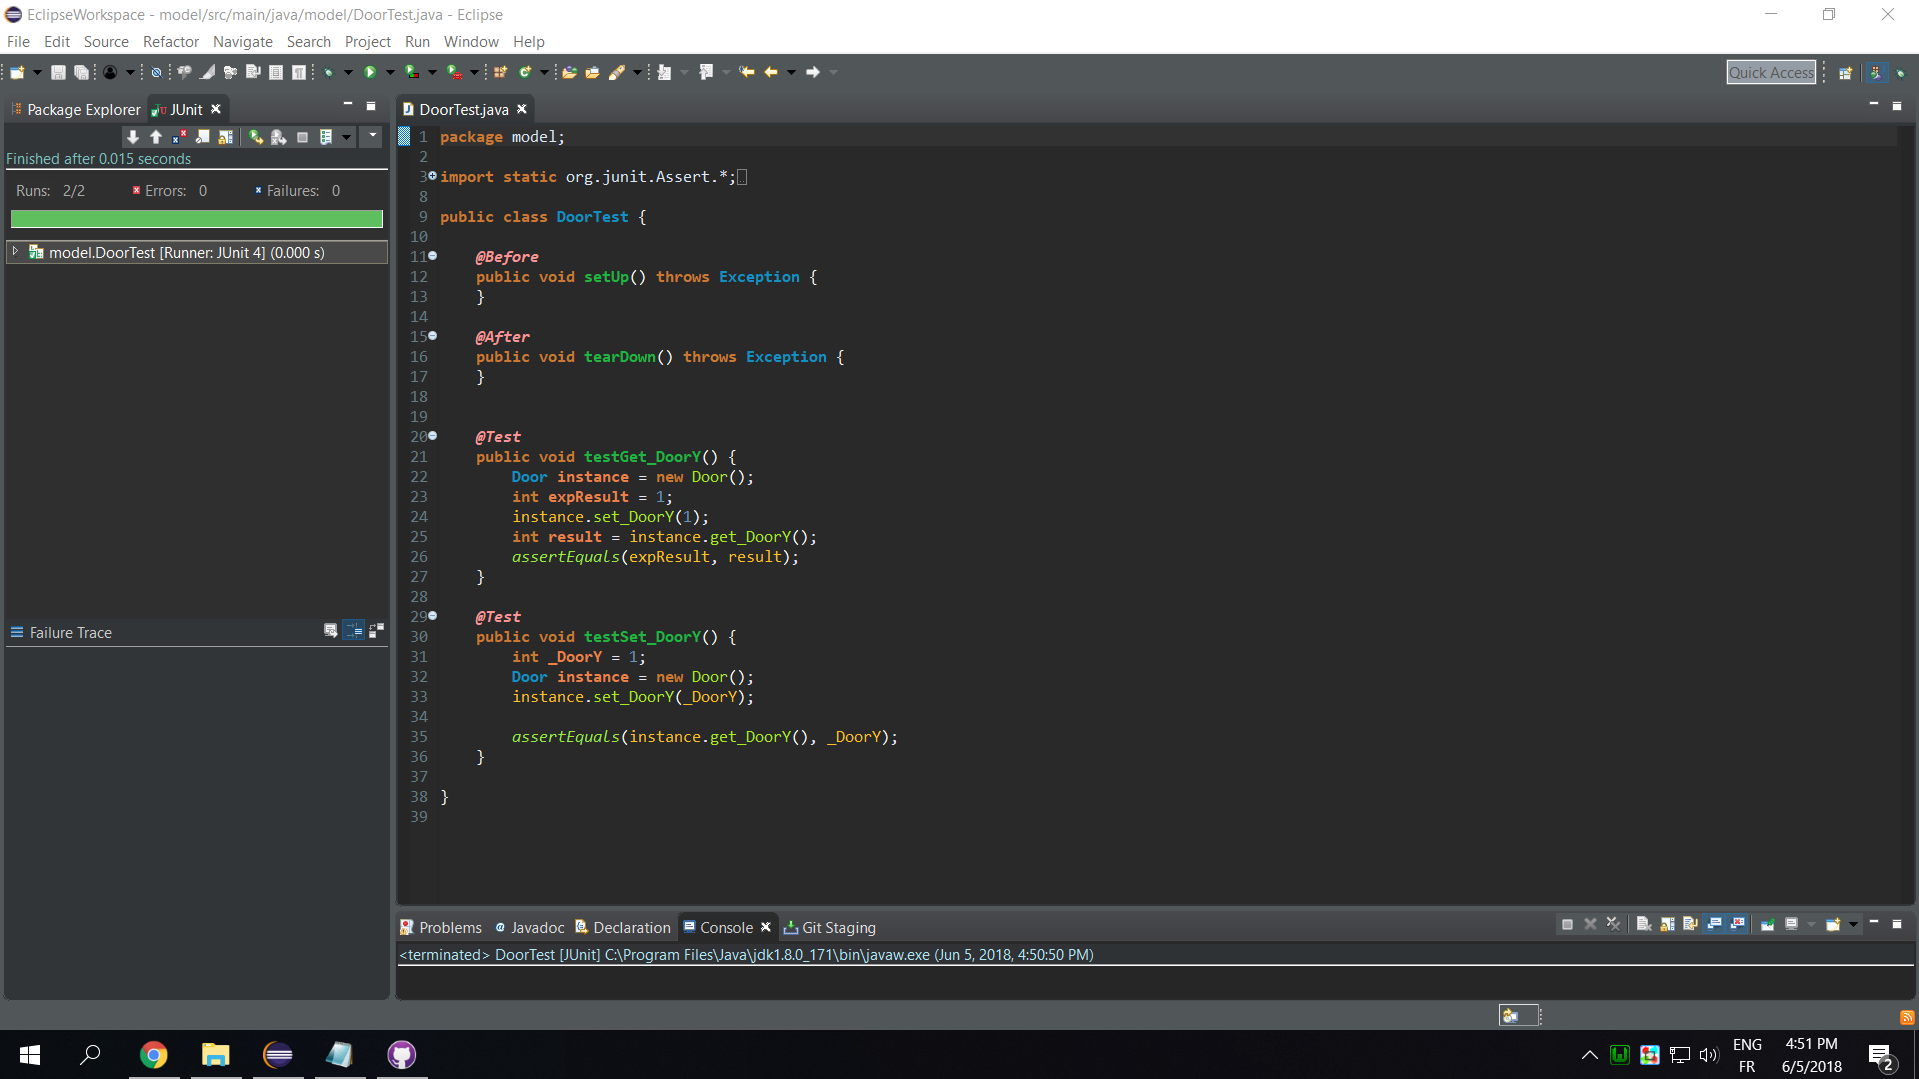 EclipseWorkspace - model/src/main/java/model/DoorTest.java - Eclipse
File Edit Source Refactor Navigate Search Project Run Window Help
Quick Access
Package Explorer JUnit
DoorTest.java
Finished after 0.015 seconds
Runs: 2/2 Errors: 0 Failures: 0
model.DoorTest [Runner: JUnit 4] (0.000 s)
Failure Trace
1 package model;
2
3 import static org.junit.Assert.*;
8
9 public class DoorTest {
10
11 @Before
12 public void setUp() throws Exception {
13 }
14
15 @After
16 public void tearDown() throws Exception {
17 }
18
19
20 @Test
21 public void testGet_DoorY() {
22 Door instance = new Door();
23 int expResult = 1;
24 instance.set_DoorY(1);
25 int result = instance.get_DoorY();
26 assertEquals(expResult, result);
27 }
28
29 @Test
30 public void testSet_DoorY() {
31 int _DoorY = 1;
32 Door instance = new Door();
33 instance.set_DoorY(_DoorY);
34
35 assertEquals(instance.get_DoorY(), _DoorY);
36 }
37
38 }
39
Problems @ Javadoc Declaration Console Git Staging
<terminated> DoorTest [JUnit] C:\Program Files\Java\jdk1.8.0_171\bin\javaw.exe (Jun 5, 2018, 4:50:50 PM)
ENG
FR
4:51 PM
6/5/2018
2